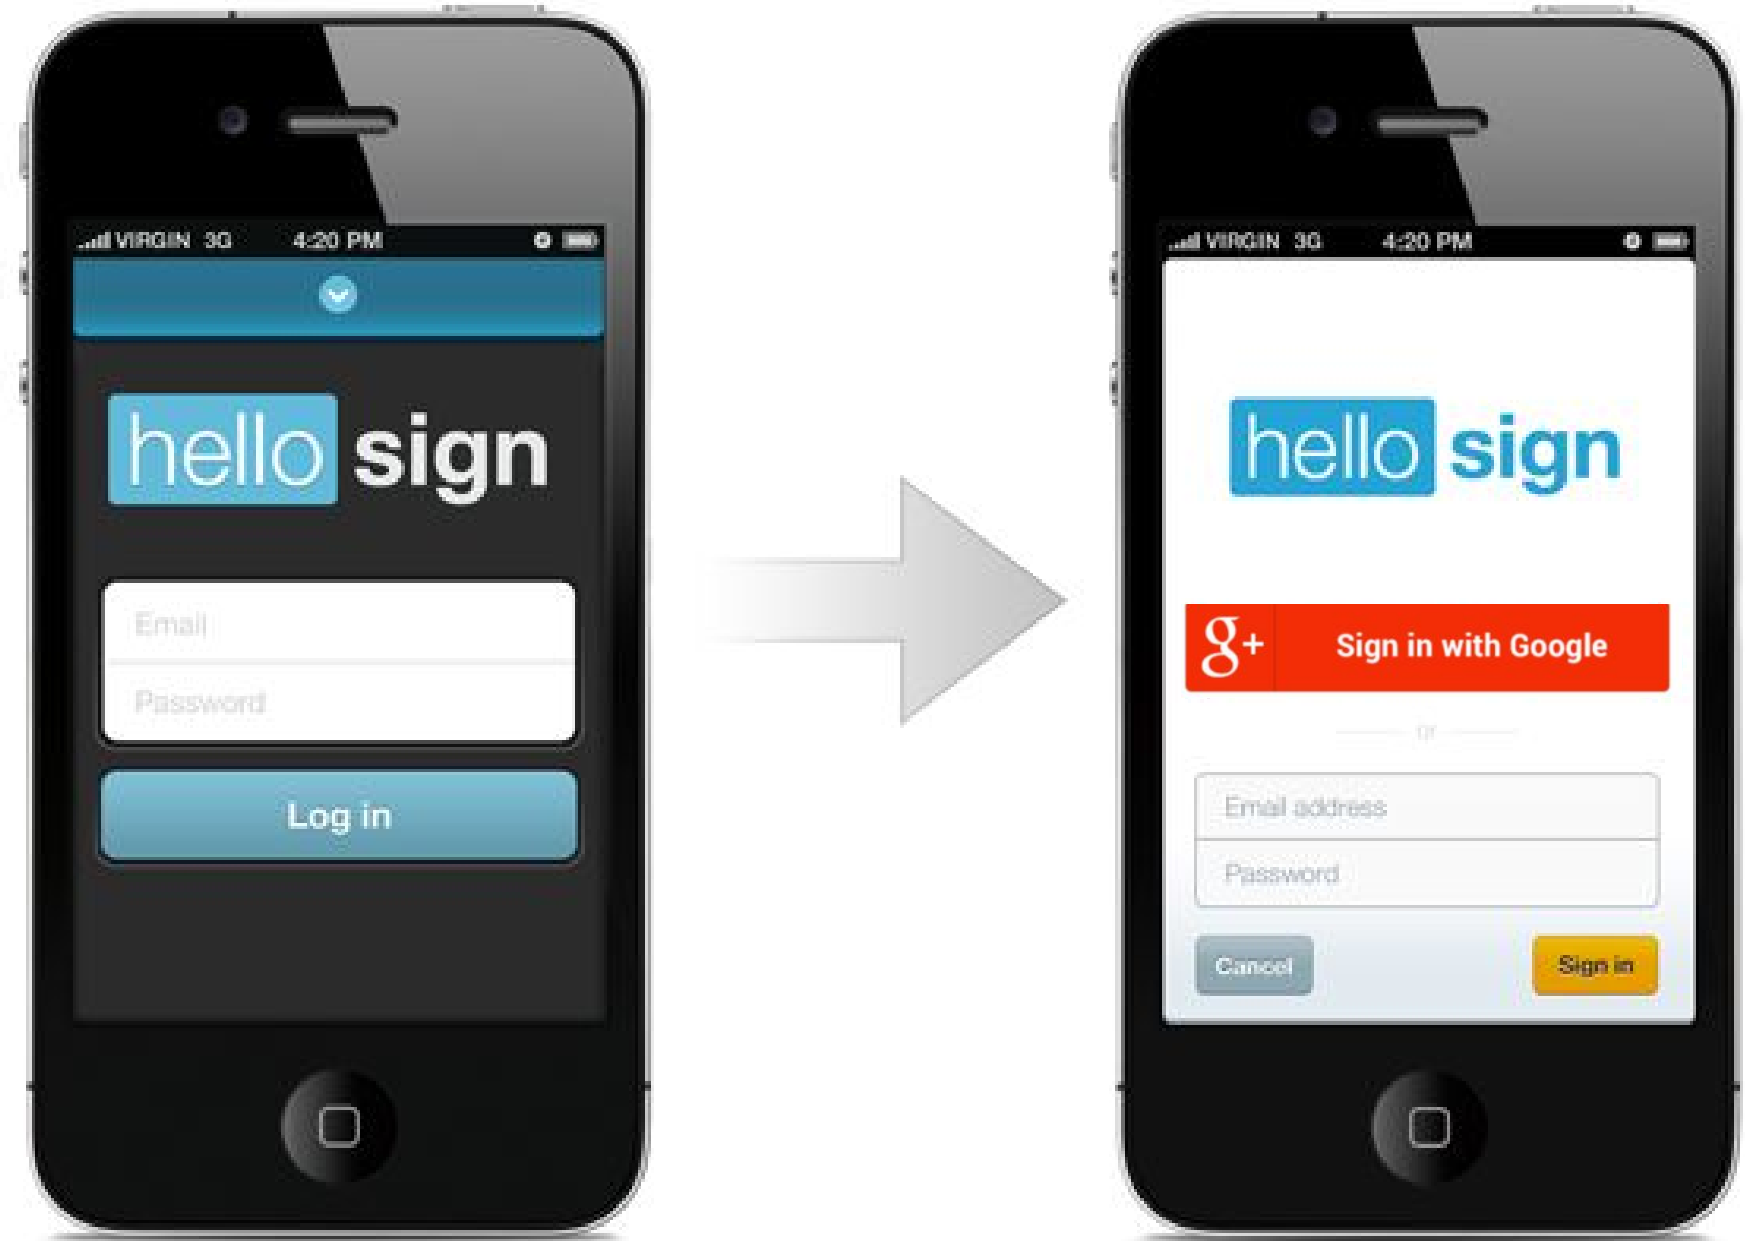 VIRGIN 3G 4:20 PM
hello sign
Email
Password
Log in
VIRGIN 3G 4:20 PM
hello sign
g+ Sign in with Google
or
Email address
Password
Cancel Sign in